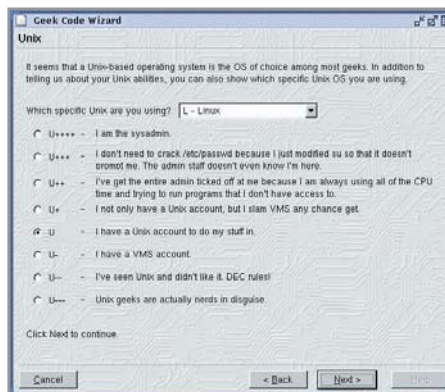 Geek Code Wizard
Unix
It seems that a Unix-based operating system is the OS of choice among most geeks. In addition to
telling us about your Unix abilities, you can also show which specific Unix OS you are using.
Which specific Unix are you using? L - Linux
U++++ - I am the sysadmin.
U+++ - I don't need to crack /etc/passwd because I just modified su so that it doesn't
prompt me. The admin staff doesn't even know I'm here.
U++ - I've get the entire admin ticked off at me because I am always using all of the CPU
time and trying to run programs that I don't have access to.
U+ - I not only have a Unix account, but I slam VMS any chance get.
U - I have a Unix account to do my stuff in.
U- - I have a VMS account.
U-- - I've seen Unix and didn't like it. DEC rules!
U--- - Unix geeks are actually nerds in disguise.
Click Next to continue.
Cancel < Back Next > Help